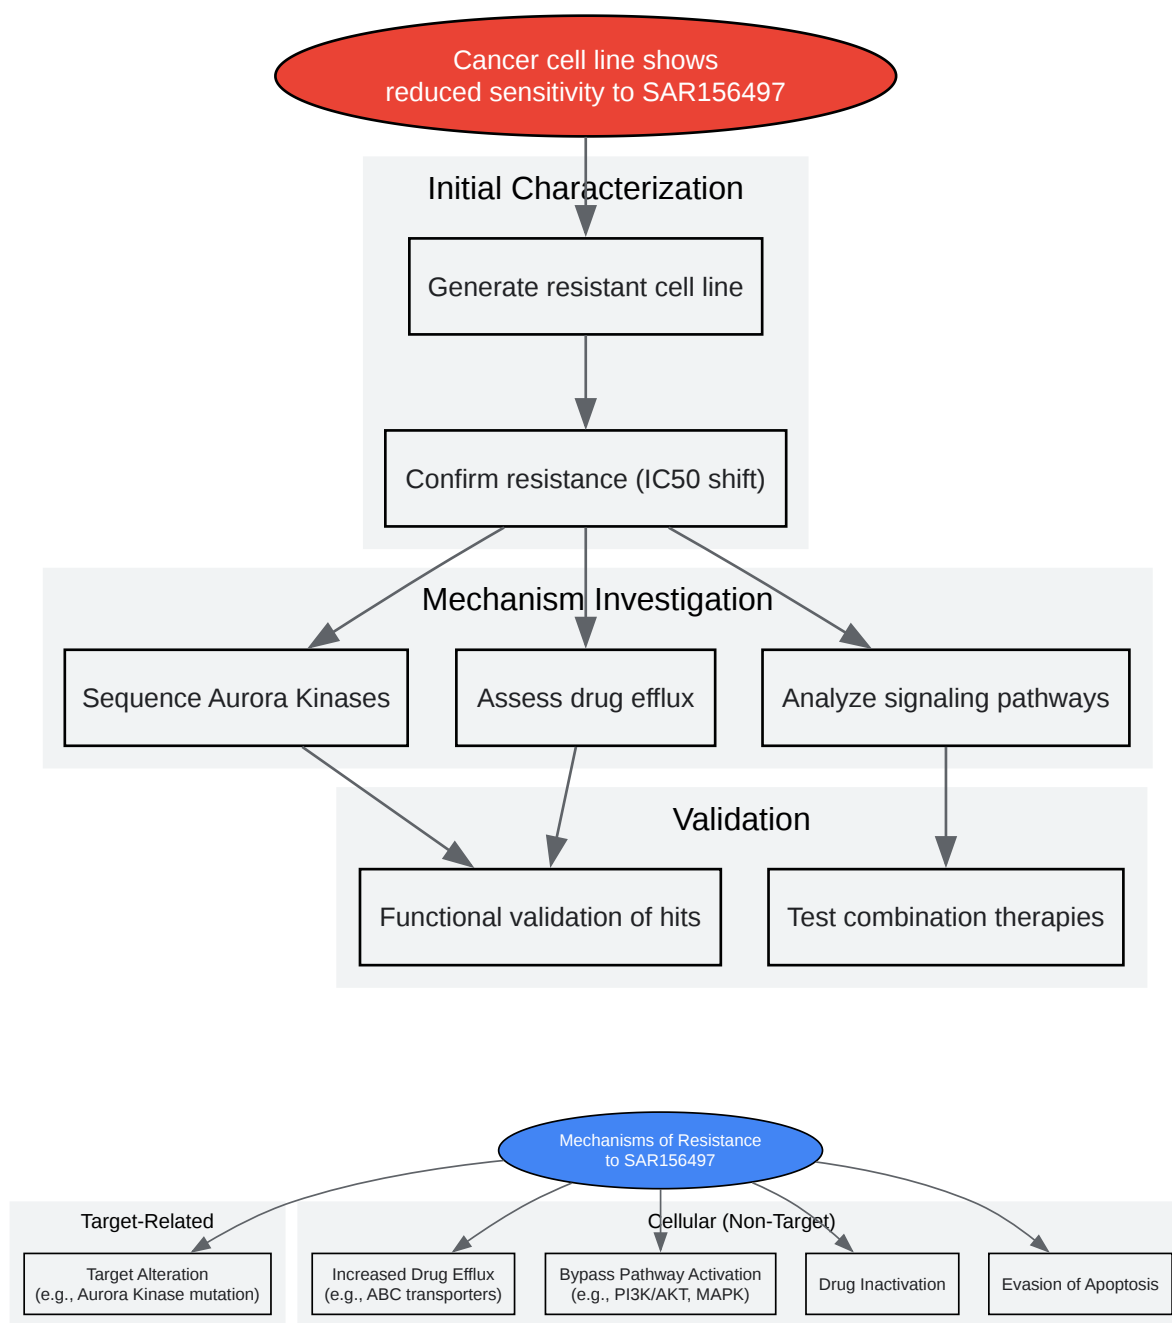 Cancer cell line shows
reduced sensitivity to SAR156497
Initial Characterization
Generate resistant cell line
Confirm resistance (IC50 shift)
Mechanism Investigation
Sequence Aurora Kinases
Assess drug efflux
Analyze signaling pathways
Validation
Functional validation of hits
Test combination therapies
Mechanisms of Resistance
to SAR156497
Target-Related
Cellular (Non-Target)
Target Alteration
(e.g., Aurora Kinase mutation)
Increased Drug Efflux
(e.g., ABC transporters)
Bypass Pathway Activation
(e.g., PI3K/AKT, MAPK)
Drug Inactivation
Evasion of Apoptosis